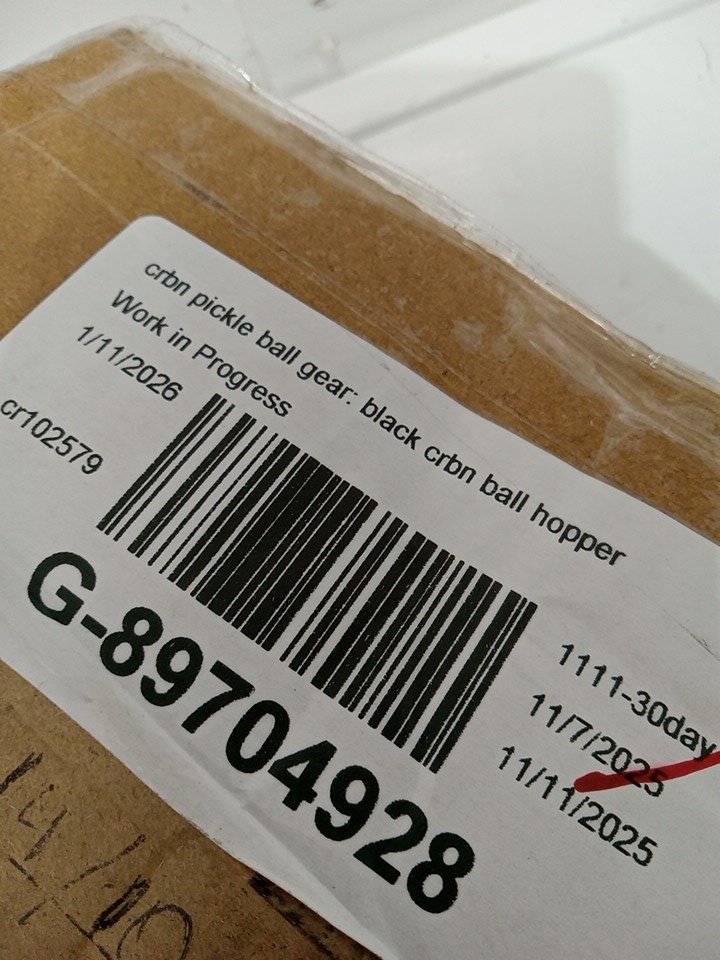 crbn pickle ball gear: black crbn ball hopper
Work in Progress
1/11/2026
cr102579
G-89704928
1111-30day
11/7/2025
11/11/2025